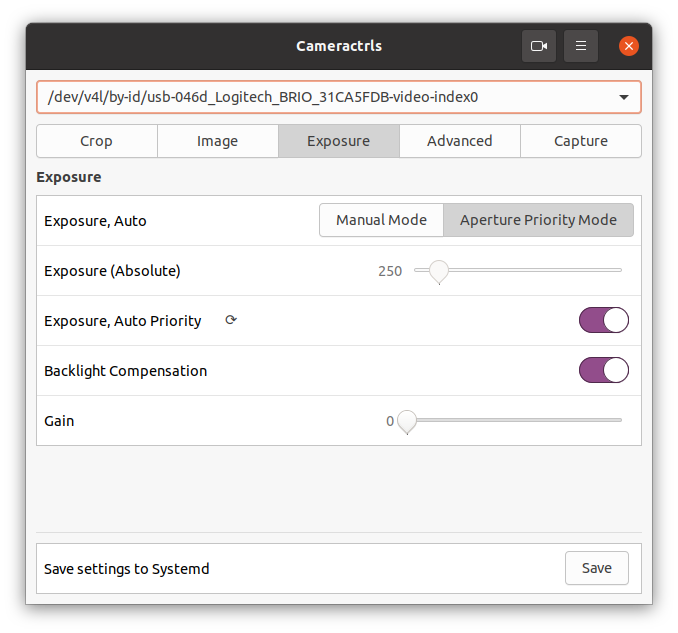 Cameractrls
/dev/v4l/by-id/usb-046d_Logitech_BRIO_31CA5FDB-video-index0
Crop Image Exposure Advanced Capture
Exposure
Exposure, Auto Manual Mode Aperture Priority Mode
Exposure (Absolute) 250
Exposure, Auto Priority
Backlight Compensation
Gain 0
Save settings to Systemd Save